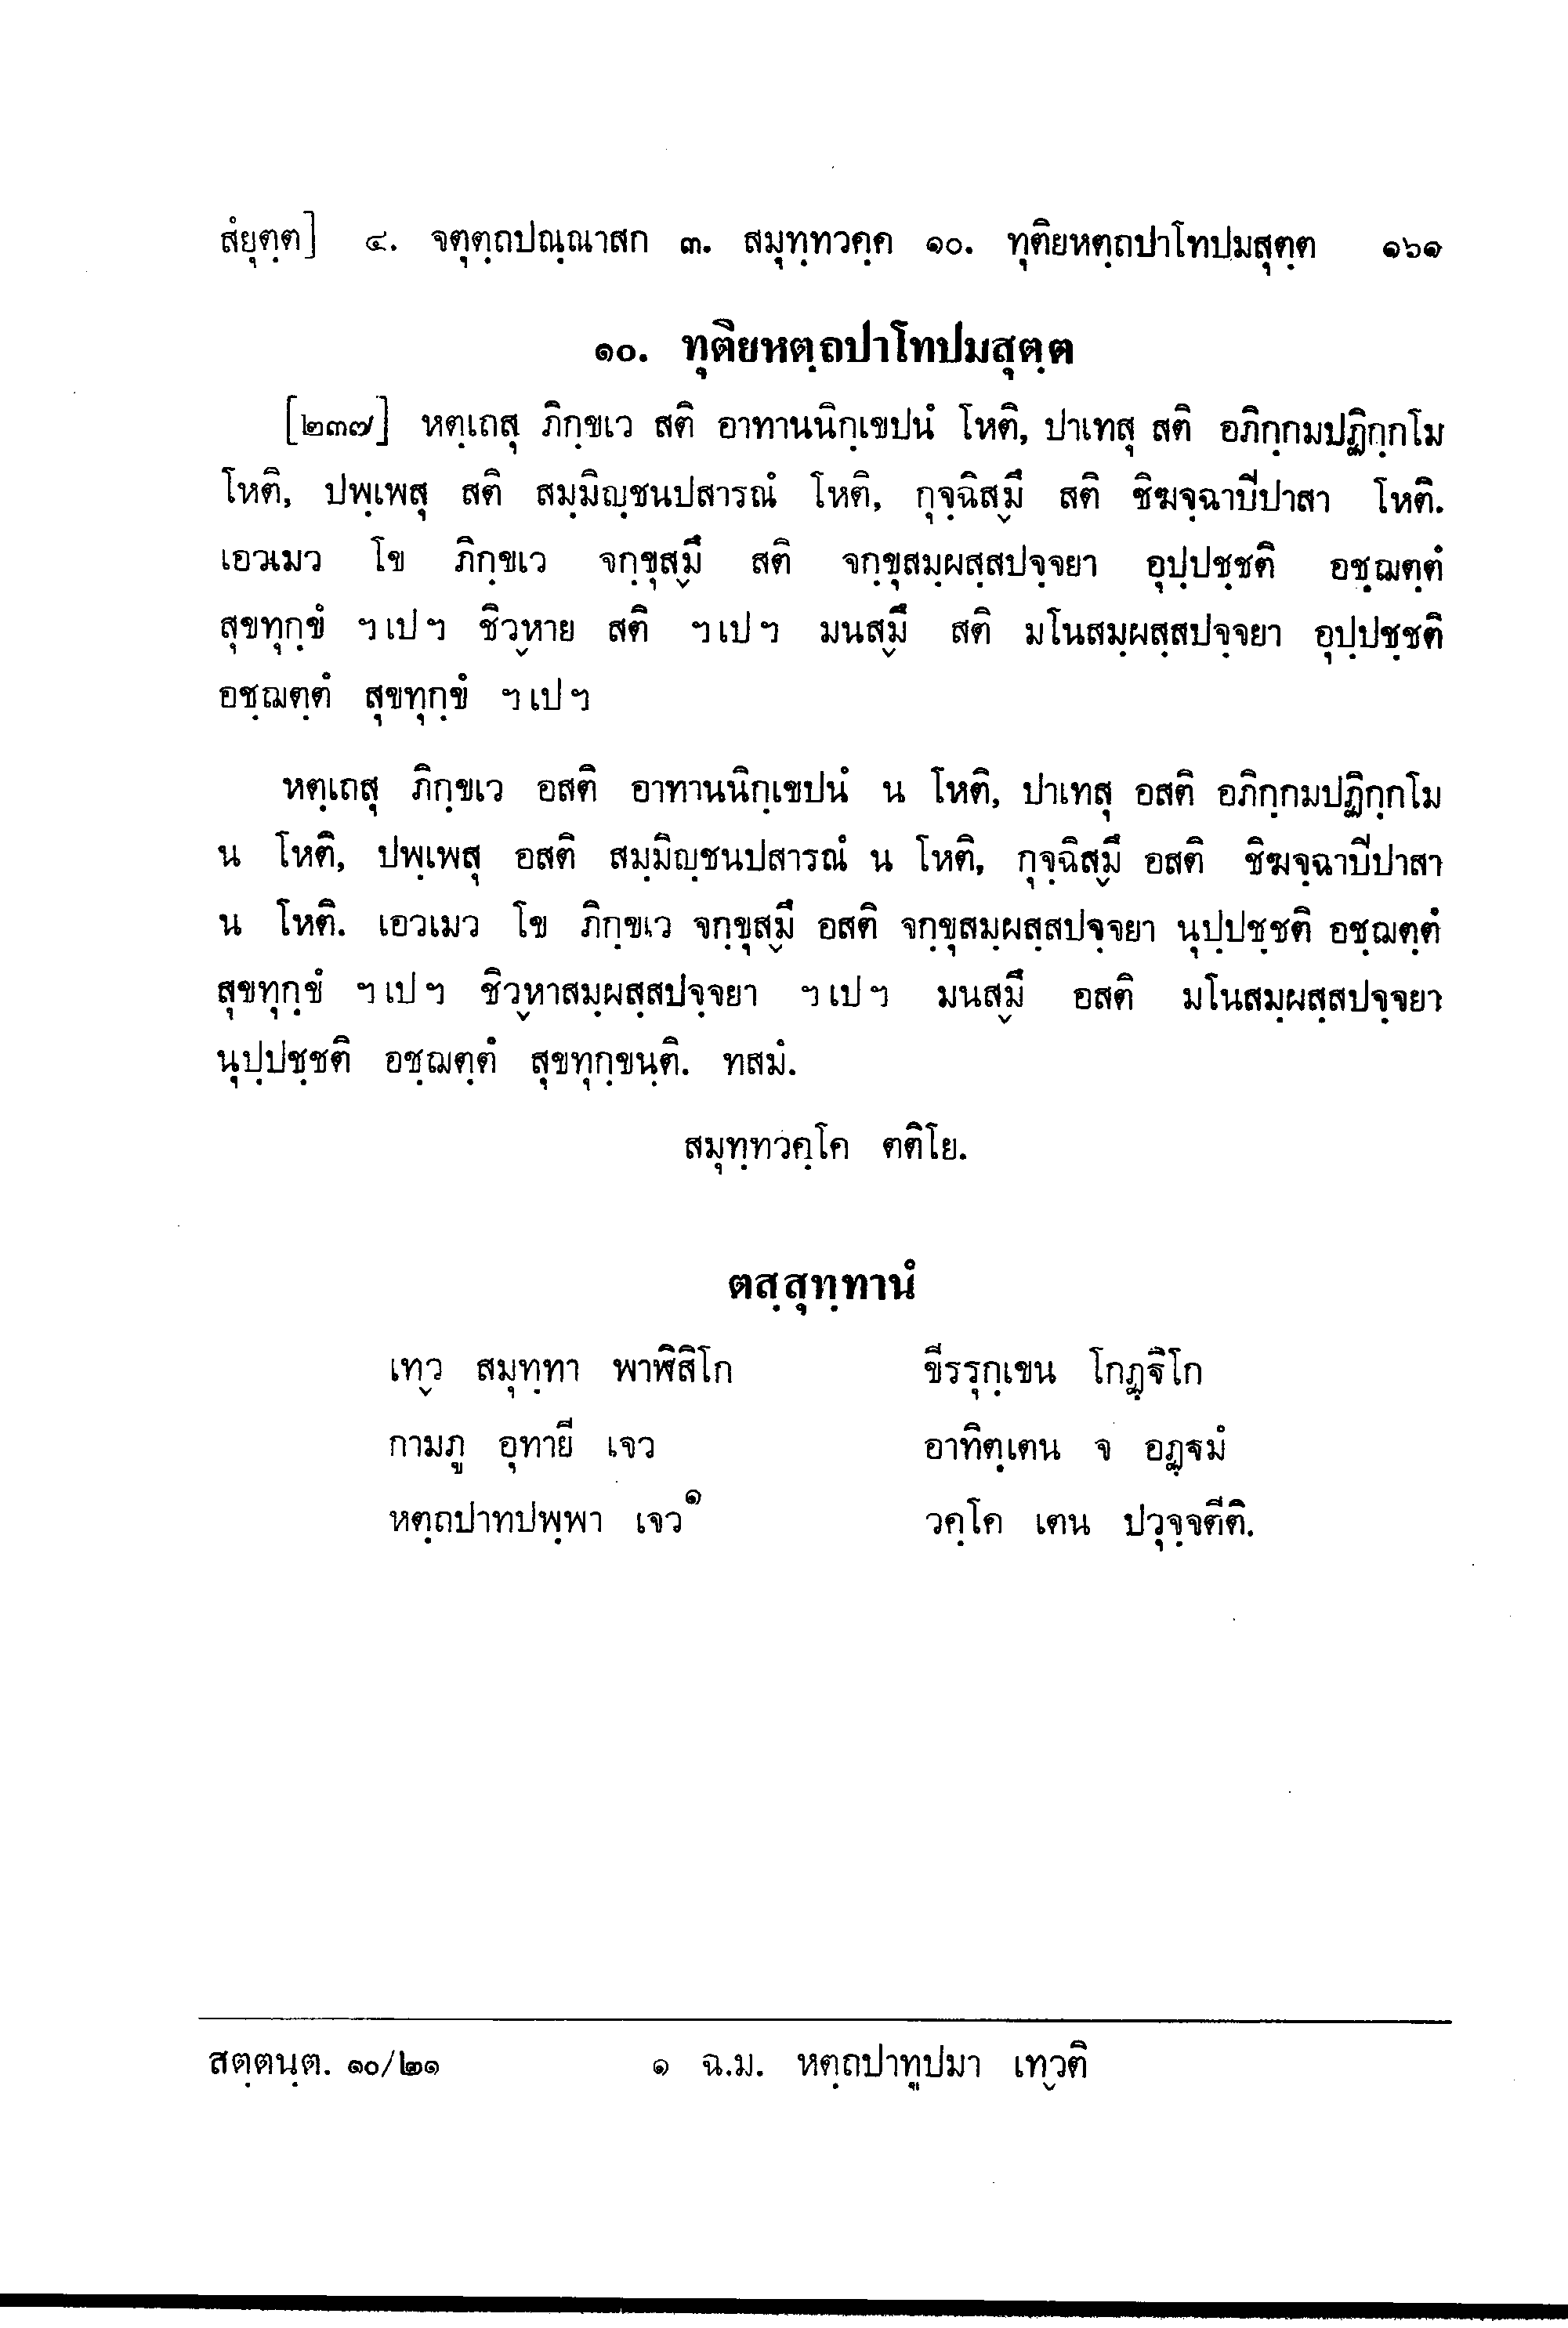 สํยุตฺต] ๔. จตุตฺถปณฺณาสก ๓. สมุทฺทวคฺค ๑๐. ทุติยหตฺถปาโทปมสุตฺต ๑๖๑
๑๐. ทุติยหตฺถปาโทปมสุตฺต
[๒๓๗] หตฺเถสุ ภิกฺขเว สติ อาทานนิกฺเขปนํ โหติ, ปาเทสุ สติ อภิกฺกมปฏิกฺกโม
โหติ, ปพฺเพสุ สติ สมฺมิญฺชนปสารณํ โหติ, กุจฺฉิสฺมึ สติ ชิฆจฺฉาปีปาสา โหติ.
เอวเมว โข ภิกฺขเว จกฺขุสฺมึ สติ จกฺขุสมฺผสฺสปจฺจยา อุปฺปชฺชติ อชฺฌตฺตํ
สุขทุกฺขํ ฯเปฯ ชิวฺหาย สติ ฯเปฯ มนสฺมึ สติ มโนสมฺผสฺสปจฺจยา อุปฺปชฺชติ
อชฺฌตฺตํ สุขทุกฺขํ ฯเปฯ
หตฺเถสุ ภิกฺขเว อสติ อาทานนิกฺเขปนํ น โหติ, ปาเทสุ อสติ อภิกฺกมปฏิกฺกโม
น โหติ, ปพฺเพสุ อสติ สมฺมิญฺชนปสารณํ น โหติ, กุจฺฉิสฺมึ อสติ ชิฆจฺฉาปีปาสา
น โหติ. เอวเมว โข ภิกฺขเว จกฺขุสฺมึ อสติ จกฺขุสมฺผสฺสปจฺจยา นุปฺปชฺชติ อชฺฌตฺตํ
สุขทุกฺขํ ฯเปฯ ชิวฺหาสมฺผสฺสปจฺจยา ฯเปฯ มนสฺมึ อสติ มโนสมฺผสฺสปจฺจยา
นุปฺปชฺชติ อชฺฌตฺตํ สุขทุกฺขนฺติ. ทสมํ.
สมุทฺทวคฺโค ตติโย.
ตสฺสุทฺทานํ
เทฺว สมุทฺทา พาฬิสิโก ขีรรุกฺเขน โกฏฺฐิโก
กามภู อุทายี เจว อาทิตฺเตน จ อฏฺฐมํ
หตฺถปาทปพฺพา เจว๑ วคฺโค เตน ปวุจฺจตีติ.
สตฺตนฺต. ๑๐/๒๑ ๑ ฉ.ม. หตฺถปาทูปมา เทฺวติ